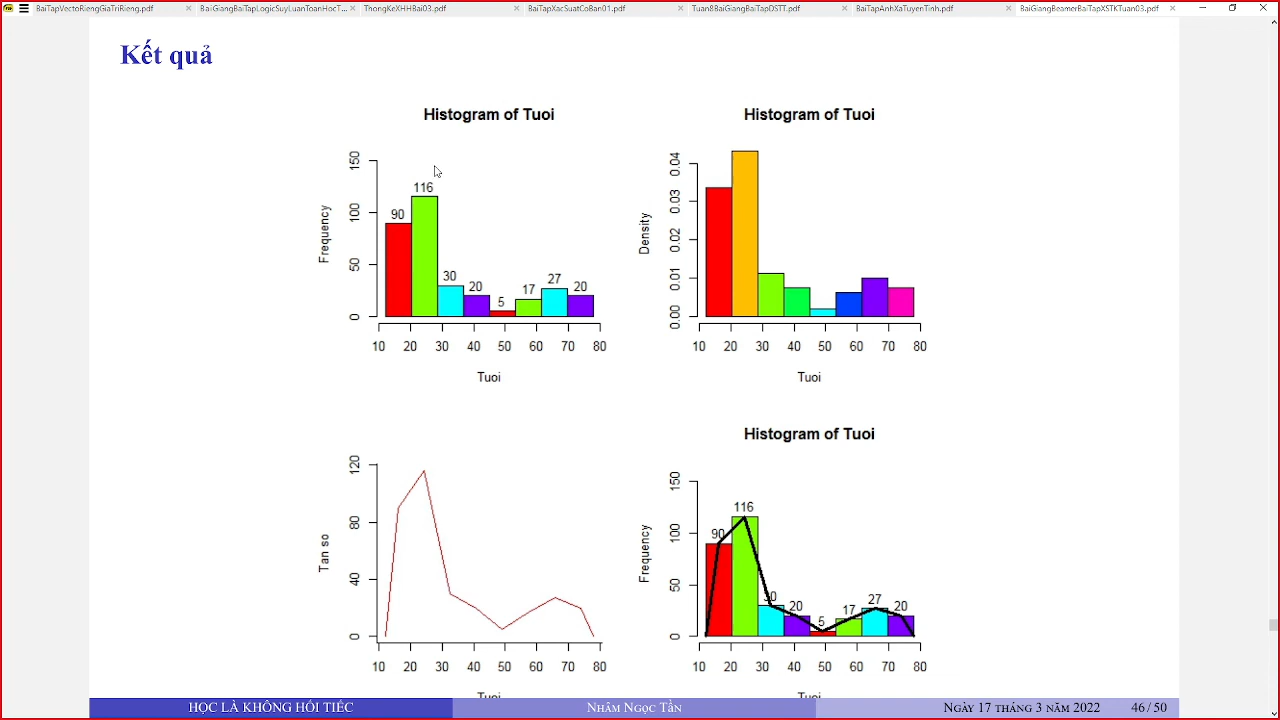 BaiTapVectoRiengGiaTriRieng.pdf
BaiGiangBaiTapLogicSuyLuanToanHocT...pdf
ThongKeXHHBai03.pdf
BaiTapXacSuatCoBan01.pdf
Tuan8BaiGiangBaiTapDSTT.pdf
BaiTapAnhXaTuyenTinh.pdf
BaiGiangBeamerBaiTapXSTKTuan03.pdf
Kết quả
Histogram of Tuoi
150
100
50
0
Frequency
90
116
30
20
5
17
27
20
10 20 30 40 50 60 70 80
Tuoi
Histogram of Tuoi
0.04
0.03
0.02
0.01
0.00
Density
10 20 30 40 50 60 70 80
Tuoi
120
80
40
0
Tan so
10 20 30 40 50 60 70 80
Tuoi
Histogram of Tuoi
150
100
50
0
Frequency
90
116
30
20
5
17
27
20
10 20 30 40 50 60 70 80
Tuoi
HỌC LÀ KHÔNG HỐI TIẾC
NHÂM NGỌC TẦN
NGÀY 17 THÁNG 3 NĂM 2022
46 / 50